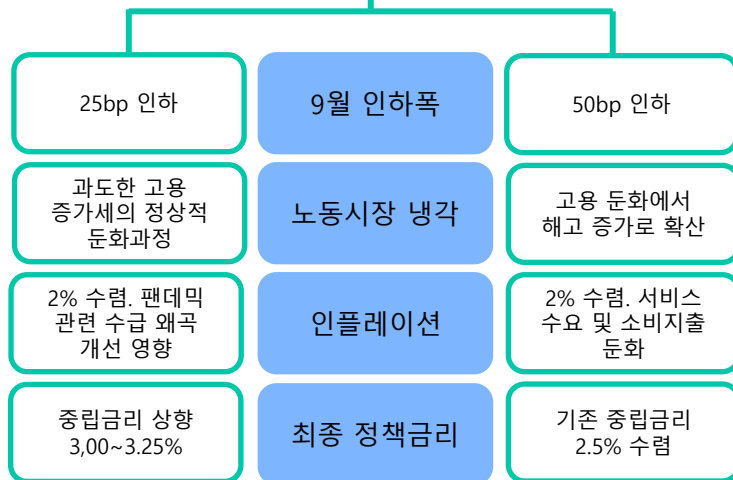 25bp 인하
9월 인하폭
50bp 인하
과도한 고용
증가세의 정상적
둔화과정
노동시장 냉각
고용 둔화에서
해고 증가로 확산
2% 수렴. 팬데믹
관련 수급 왜곡
개선 영향
인플레이션
2% 수렴. 서비스
수요 및 소비지출
둔화
중립금리 상향
3,00~3.25%
최종 정책금리
기존 중립금리
2.5% 수렴